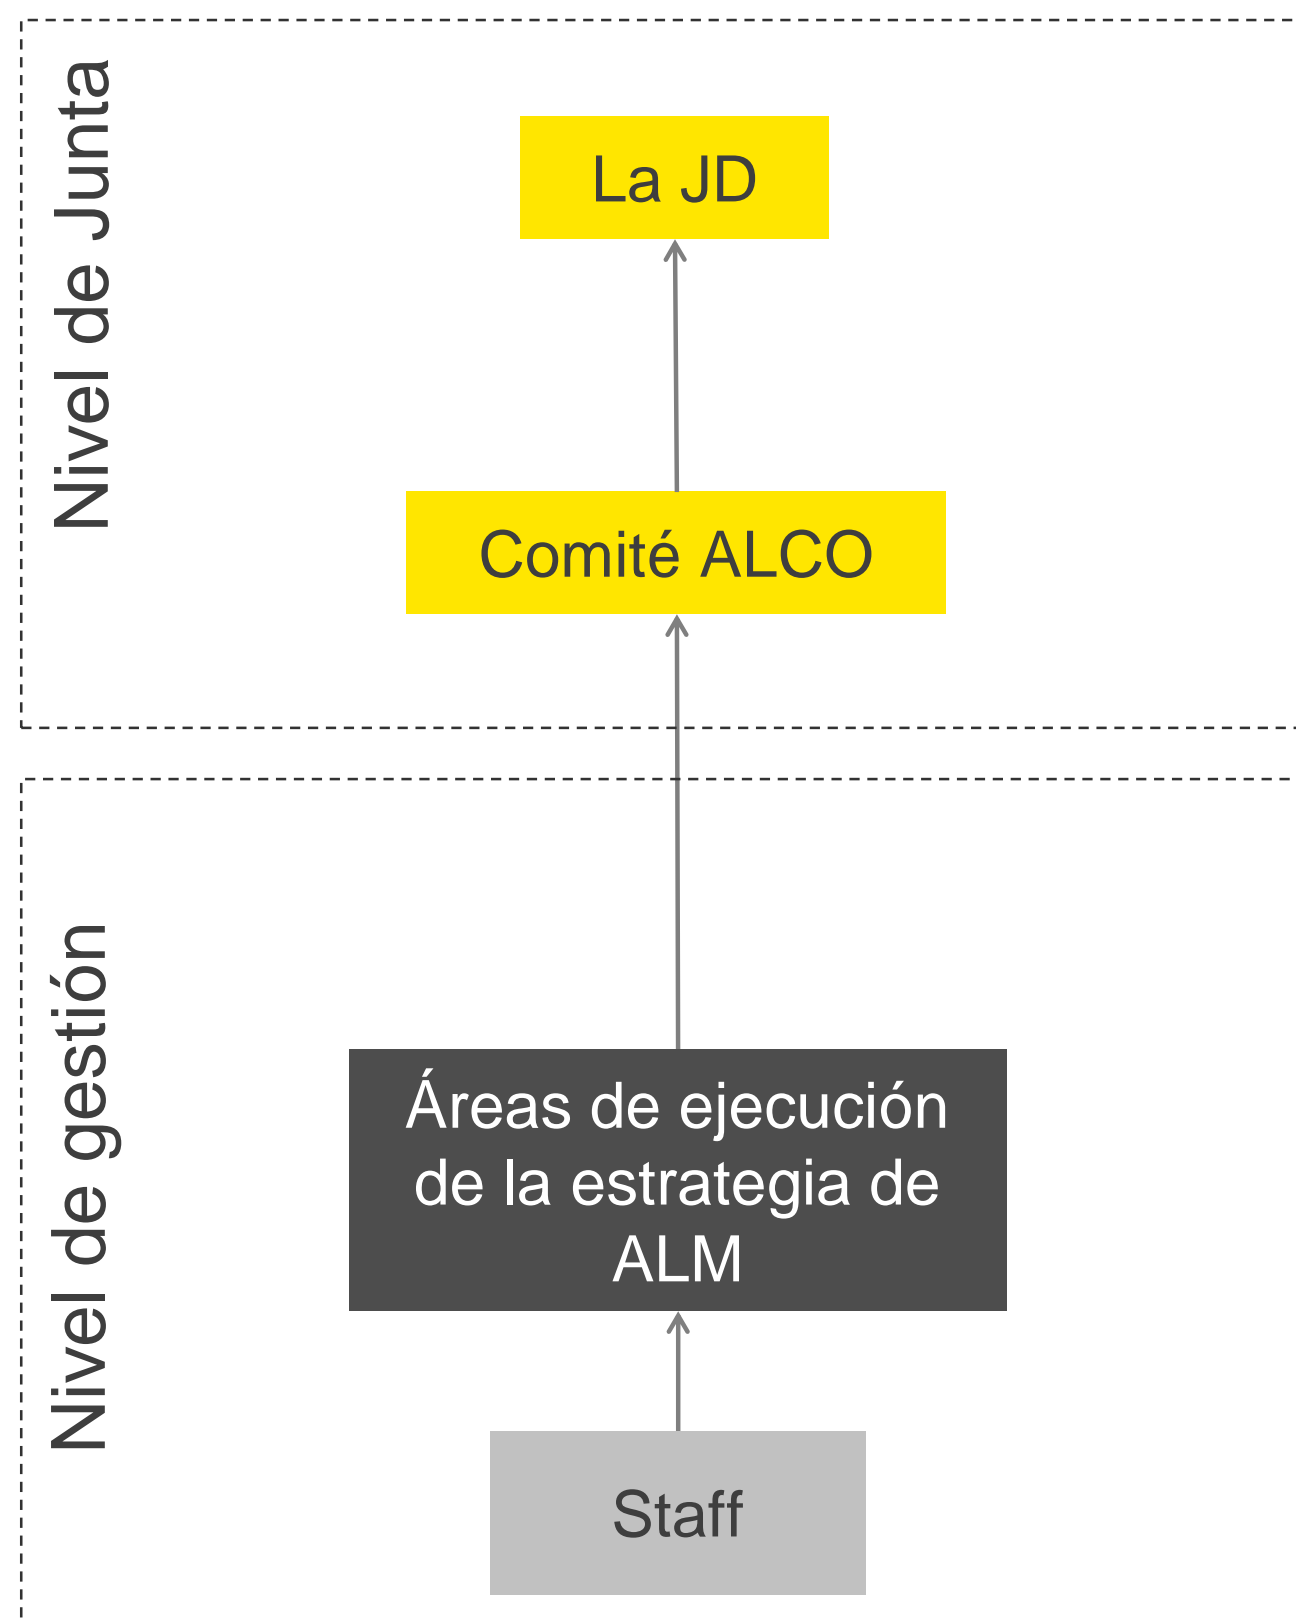 Nivel de Junta
La JD
Comité ALCO
Nivel de gestión
Áreas de ejecución
de la estrategia de
ALM
Staff